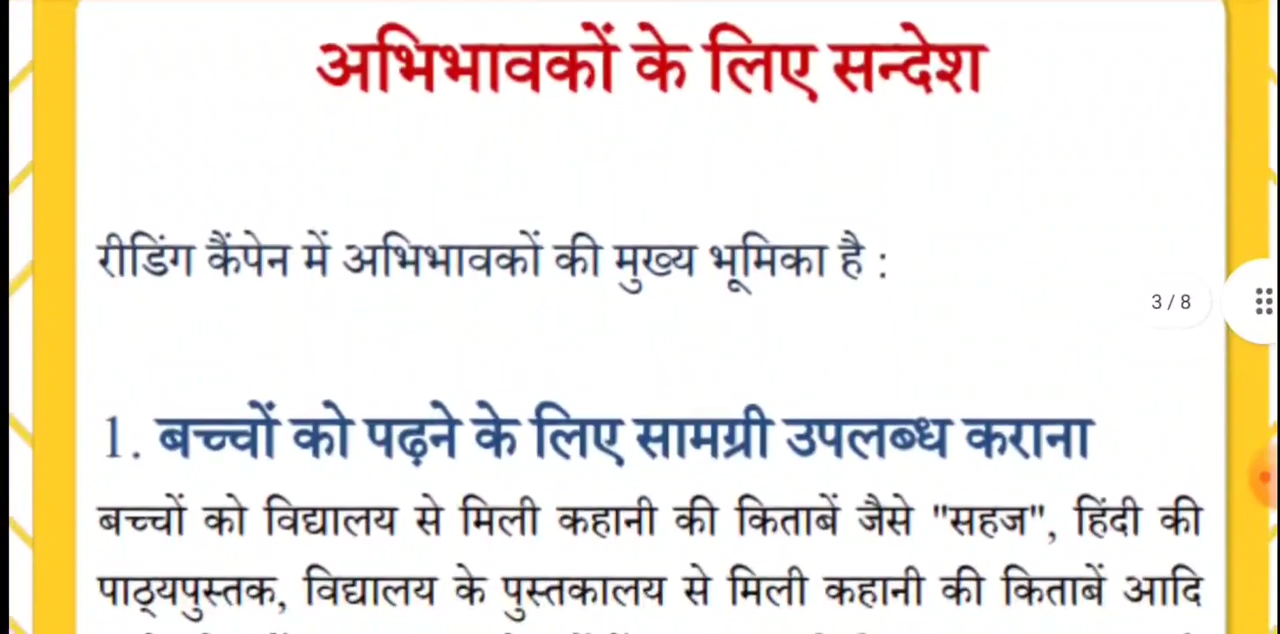 अभिभावकों के लिए सन्देश
रीडिंग कैंपेन में अभिभावकों की मुख्य भूमिका है :
3 / 8
1. बच्चों को पढ़ने के लिए सामग्री उपलब्ध कराना
बच्चों को विद्यालय से मिली कहानी की किताबें जैसे "सहज", हिंदी की
पाठ्यपुस्तक, विद्यालय के पुस्तकालय से मिली कहानी की किताबें आदि